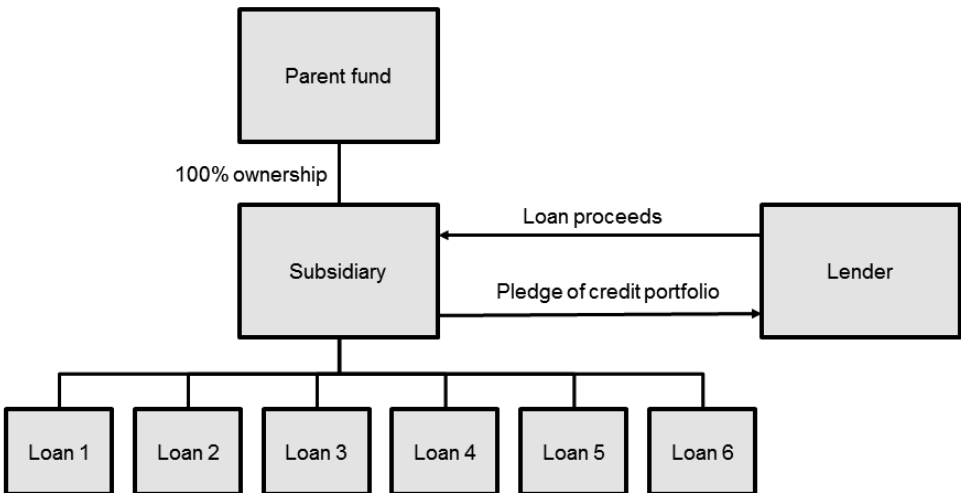 Parent fund
100% ownership
Loan proceeds
Subsidiary
Lender
Pledge of credit portfolio
Loan 1
Loan 2
Loan 3
Loan 4
Loan 5
Loan 6